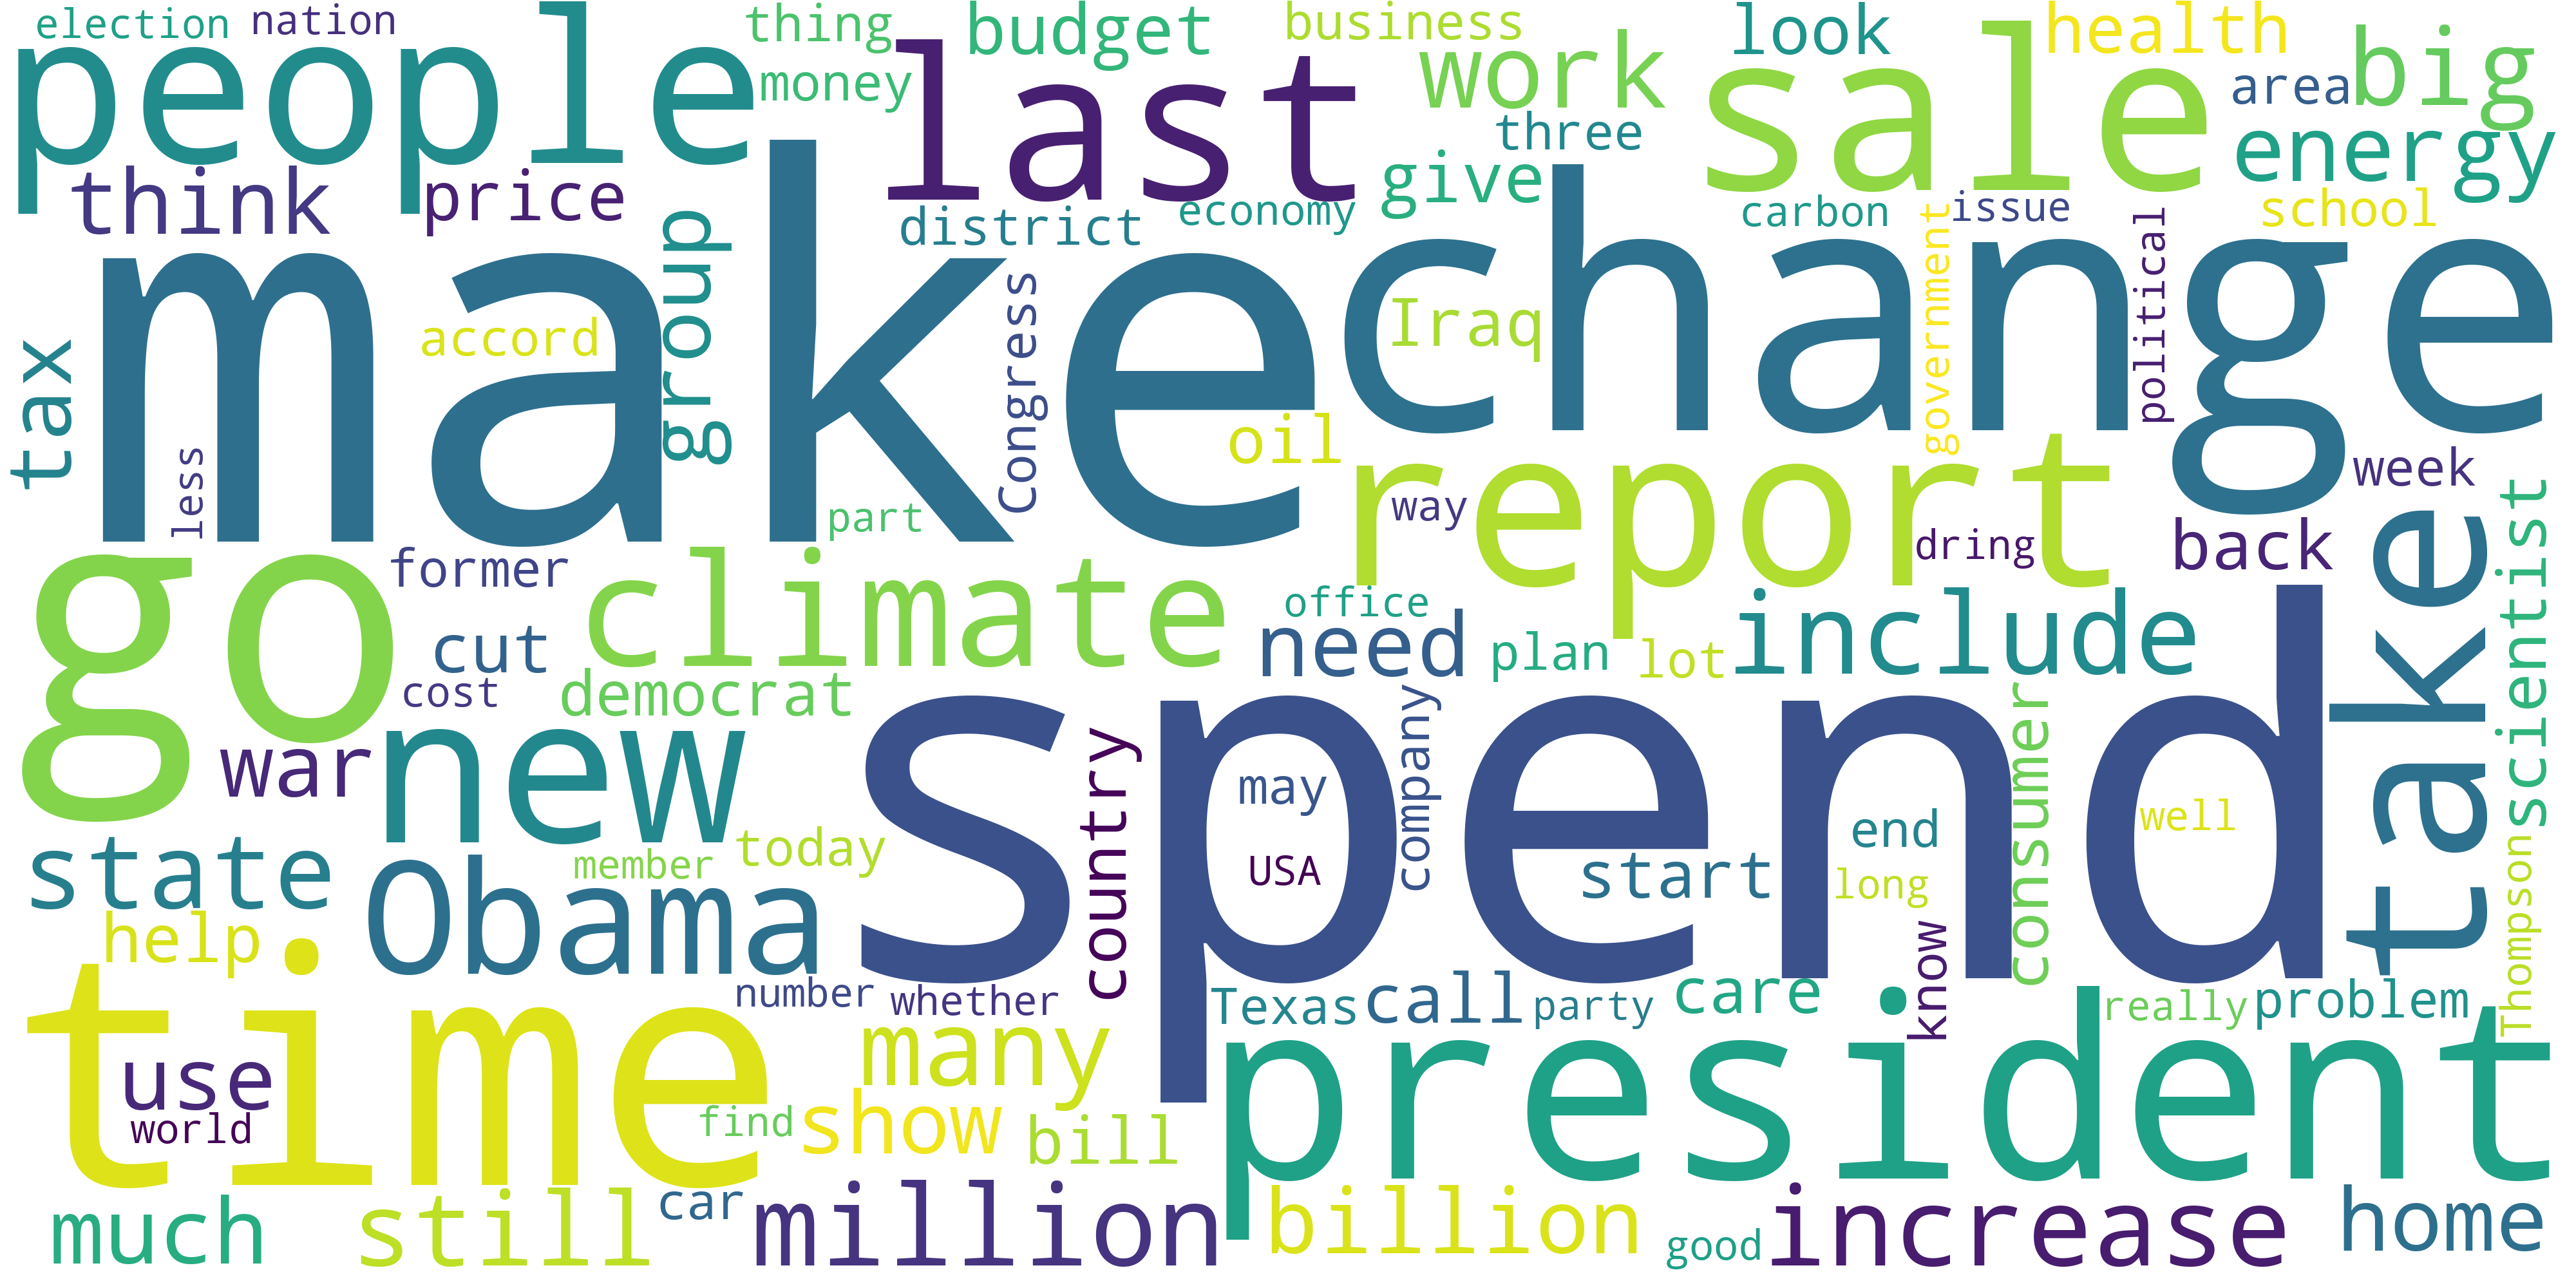 election
nation
people
thing
budget
business
money
last
work
look
sale
health
area
big
three
energy
think
price
group
district
economy
give
carbon
government
issue
political
school
make
change
tax
accord
Congress
Iraq
less
oil
report
week
part
way
dring
back
take
scientist
go
former
climate
office
need
include
cut
plan
lot
cost
democrat
war
new
spend
country
company
may
consumer
state
Obama
member
today
USA
start
end
long
well
Thompson
help
know
time
number
whether
Texas
call
party
care
really
problem
many
president
use
world
find
show
bill
much
still
car
million
billion
good
increase
home